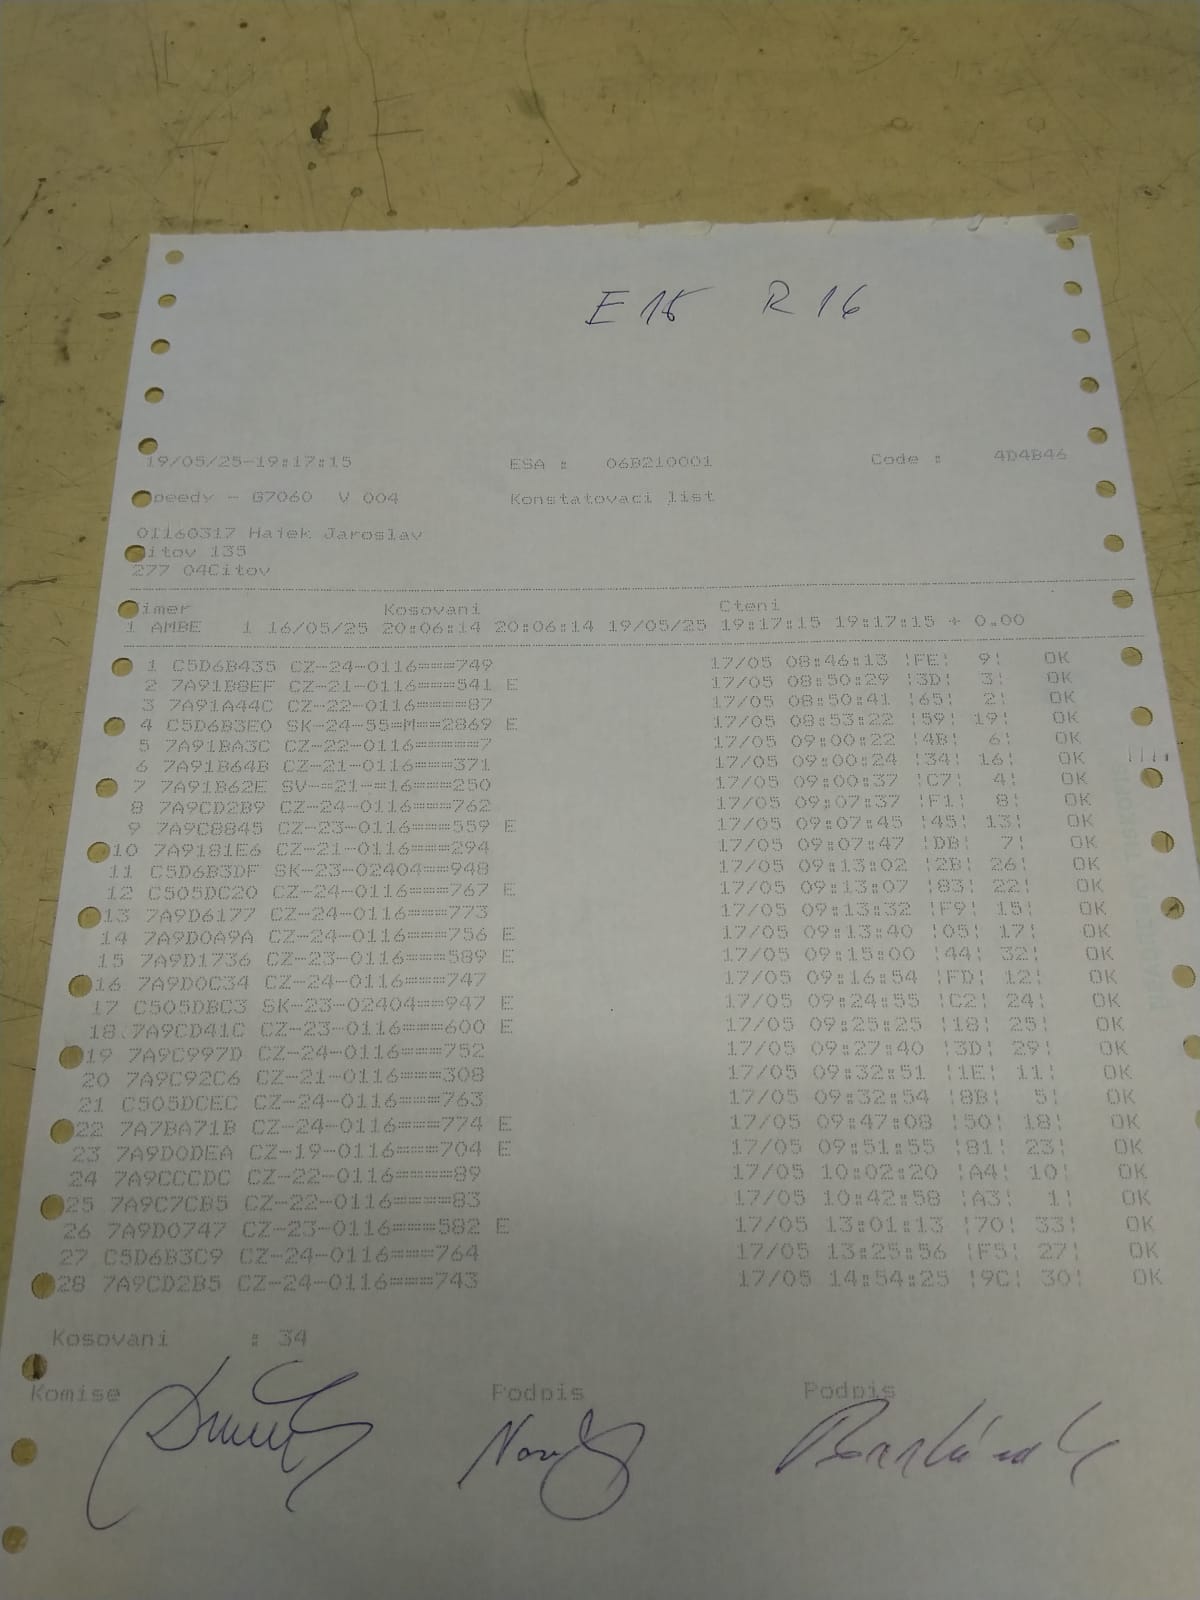 E 15 R 16
19/05/25-19:17:15 ESA : 06B210001 Code : 4D4B46
peedy - G7060 V 004 Konstatovaci list
01160317 Hajek Jaroslav
itov 135
277 04Citov
imer Kosovani Cteni
1 AMBE 1 16/05/25 20:06:14 20:06:14 19/05/25 19:17:15 19:17:15 + 0.00
1 C5D6B435 CZ-24-0116===749 17/05 08:46:13 ¦FE¦ 9¦ OK
2 7A91B8EF CZ-21-0116===541 E 17/05 08:50:29 ¦3D¦ 3¦ OK
3 7A91A44C CZ-22-0116====87 17/05 08:50:41 ¦65¦ 2¦ OK
4 C5D6B3E0 SK-24-55=M==2869 E 17/05 08:53:22 ¦59¦ 19¦ OK
5 7A91BA3C CZ-22-0116=====7 17/05 09:00:22 ¦4B¦ 6¦ OK
6 7A91B64B CZ-21-0116===371 17/05 09:00:24 ¦34¦ 16¦ OK
7 7A91B62E SV-=21-=16===250 17/05 09:00:37 ¦C7¦ 4¦ OK
8 7A9CD2B9 CZ-24-0116===762 17/05 09:07:37 ¦F1¦ 8¦ OK
9 7A9C8845 CZ-23-0116===559 E 17/05 09:07:45 ¦45¦ 13¦ OK
10 7A9181E6 CZ-21-0116===294 17/05 09:07:47 ¦DB¦ 7¦ OK
11 C5D6B3DF SK-23-02404==948 17/05 09:13:02 ¦2B¦ 26¦ OK
12 C505DC20 CZ-24-0116===767 E 17/05 09:13:07 ¦83¦ 22¦ OK
13 7A9D6177 CZ-24-0116===773 17/05 09:13:32 ¦F9¦ 15¦ OK
14 7A9D0A9A CZ-24-0116===756 E 17/05 09:13:40 ¦05¦ 17¦ OK
15 7A9D1736 CZ-23-0116===589 E 17/05 09:15:00 ¦44¦ 32¦ OK
16 7A9D0C34 CZ-24-0116===747 17/05 09:16:54 ¦FD¦ 12¦ OK
17 C505DBC3 SK-23-02404==947 E 17/05 09:24:55 ¦C2¦ 24¦ OK
18 7A9CD41C CZ-23-0116===600 E 17/05 09:25:25 ¦18¦ 25¦ OK
19 7A9C997D CZ-24-0116===752 17/05 09:27:40 ¦3D¦ 29¦ OK
20 7A9C92C6 CZ-21-0116===308 17/05 09:32:51 ¦1E¦ 11¦ OK
21 C505DCEC CZ-24-0116===763 17/05 09:32:54 ¦8B¦ 5¦ OK
22 7A7BA71B CZ-24-0116===774 E 17/05 09:47:08 ¦50¦ 18¦ OK
23 7A9D0DEA CZ-19-0116===704 E 17/05 09:51:55 ¦81¦ 23¦ OK
24 7A9CCCDC CZ-22-0116====89 17/05 10:02:20 ¦A4¦ 10¦ OK
25 7A9C7CB5 CZ-22-0116====83 17/05 10:42:58 ¦A3¦ 1¦ OK
26 7A9D0747 CZ-23-0116===582 E 17/05 13:01:13 ¦70¦ 33¦ OK
27 C5D6B3C9 CZ-24-0116===764 17/05 13:25:56 ¦F5¦ 27¦ OK
28 7A9CD2B5 CZ-24-0116===743 17/05 14:54:25 ¦9C¦ 30¦ OK
Kosovani : 34
Komise Podpis Podpis